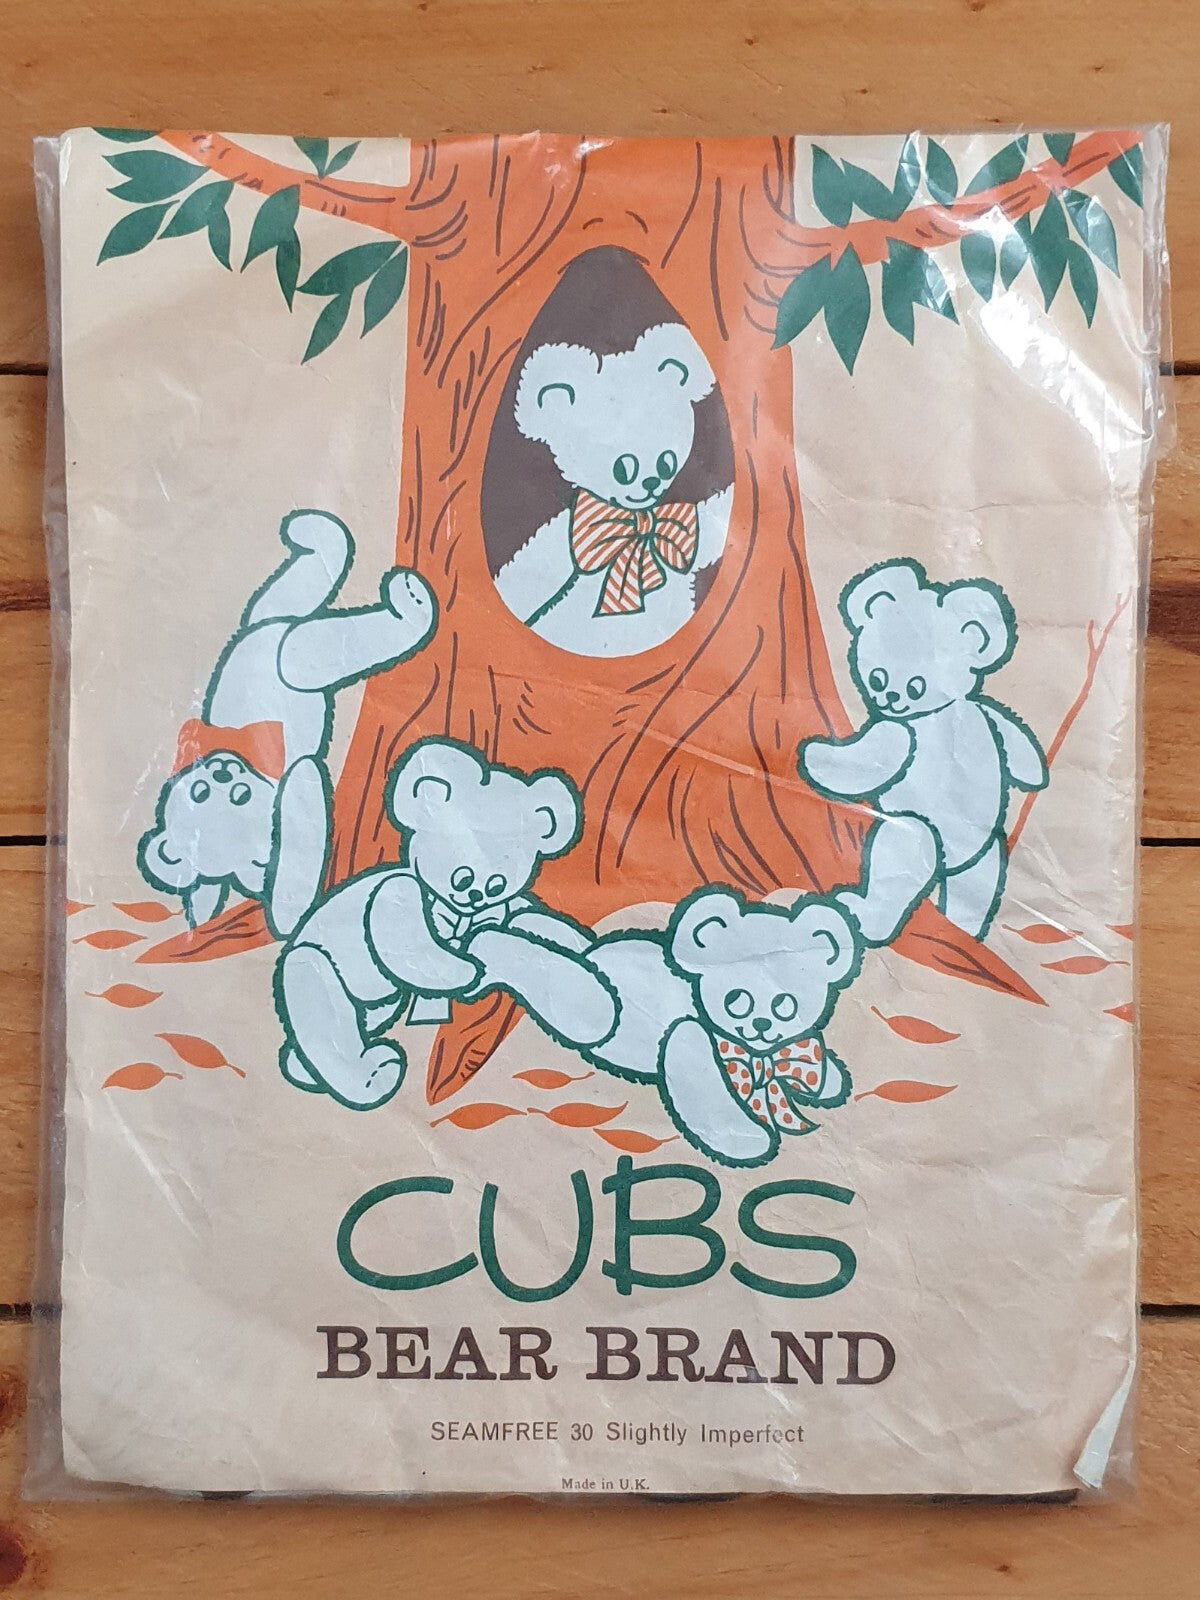 CUBS
BEAR BRAND
SEAMFREE 30 Slightly Imperfect
Made in U.K.